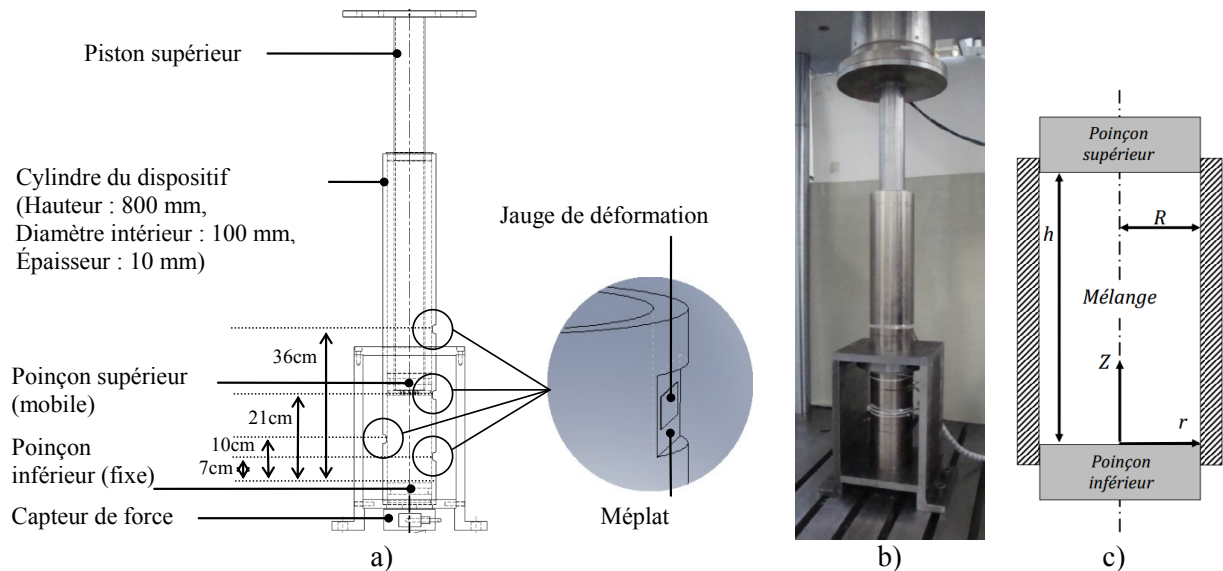 Piston supérieur
Cylindre du dispositif
(Hauteur : 800 mm,
Diamètre intérieur : 100 mm,
Épaisseur : 10 mm)
Jauge de déformation
36cm
Poinçon supérieur
(mobile)
21cm
10cm
Poinçon
inférieur (fixe)
7cm
Capteur de force
Méplat
a)
b)
Poinçon
supérieur
R
h
Mélange
Z
r
Poinçon
inférieur
c)